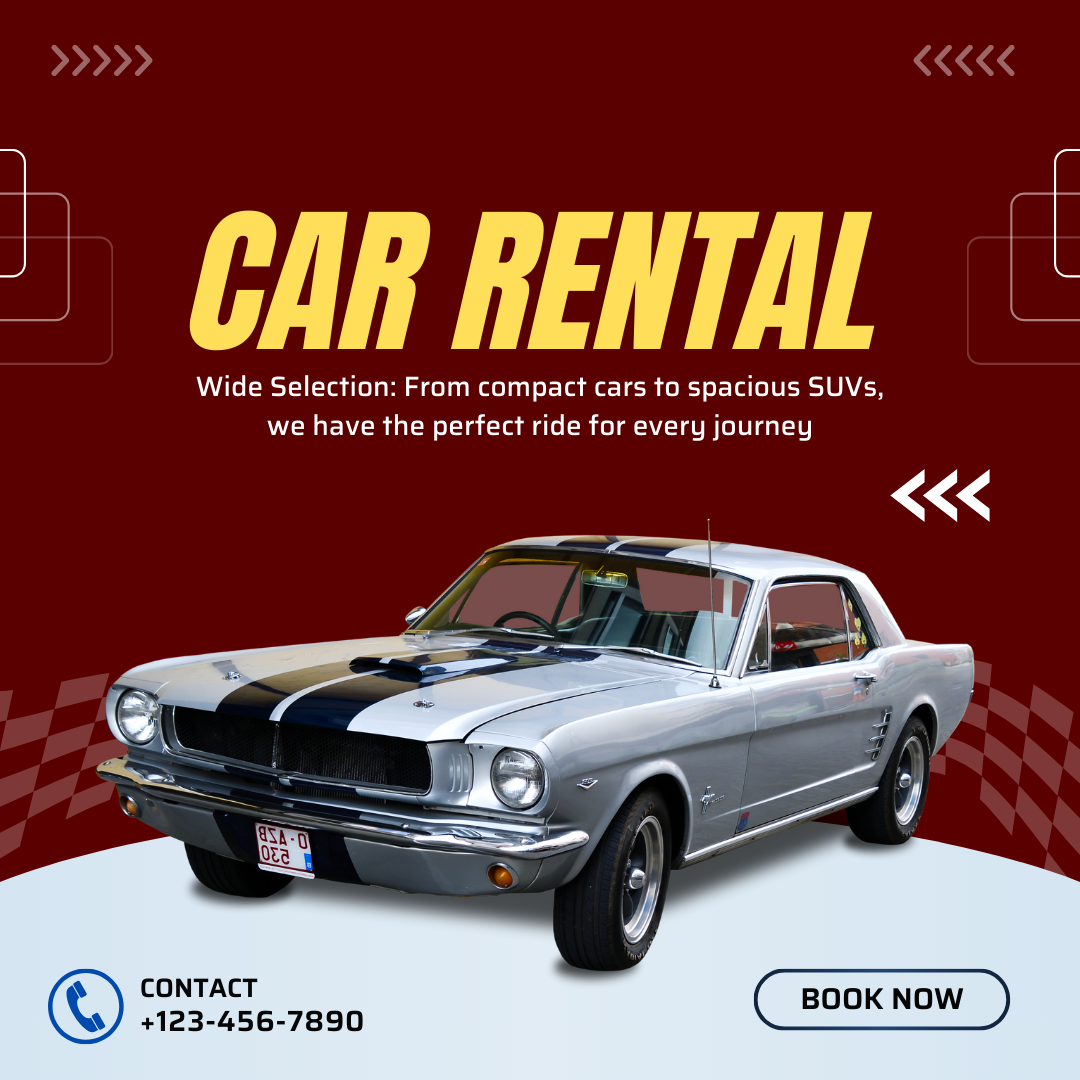 CAR RENTAL
Wide Selection: From compact cars to spacious SUVs,
we have the perfect ride for every journey
O-AZB
530
CONTACT
+123-456-7890
BOOK NOW